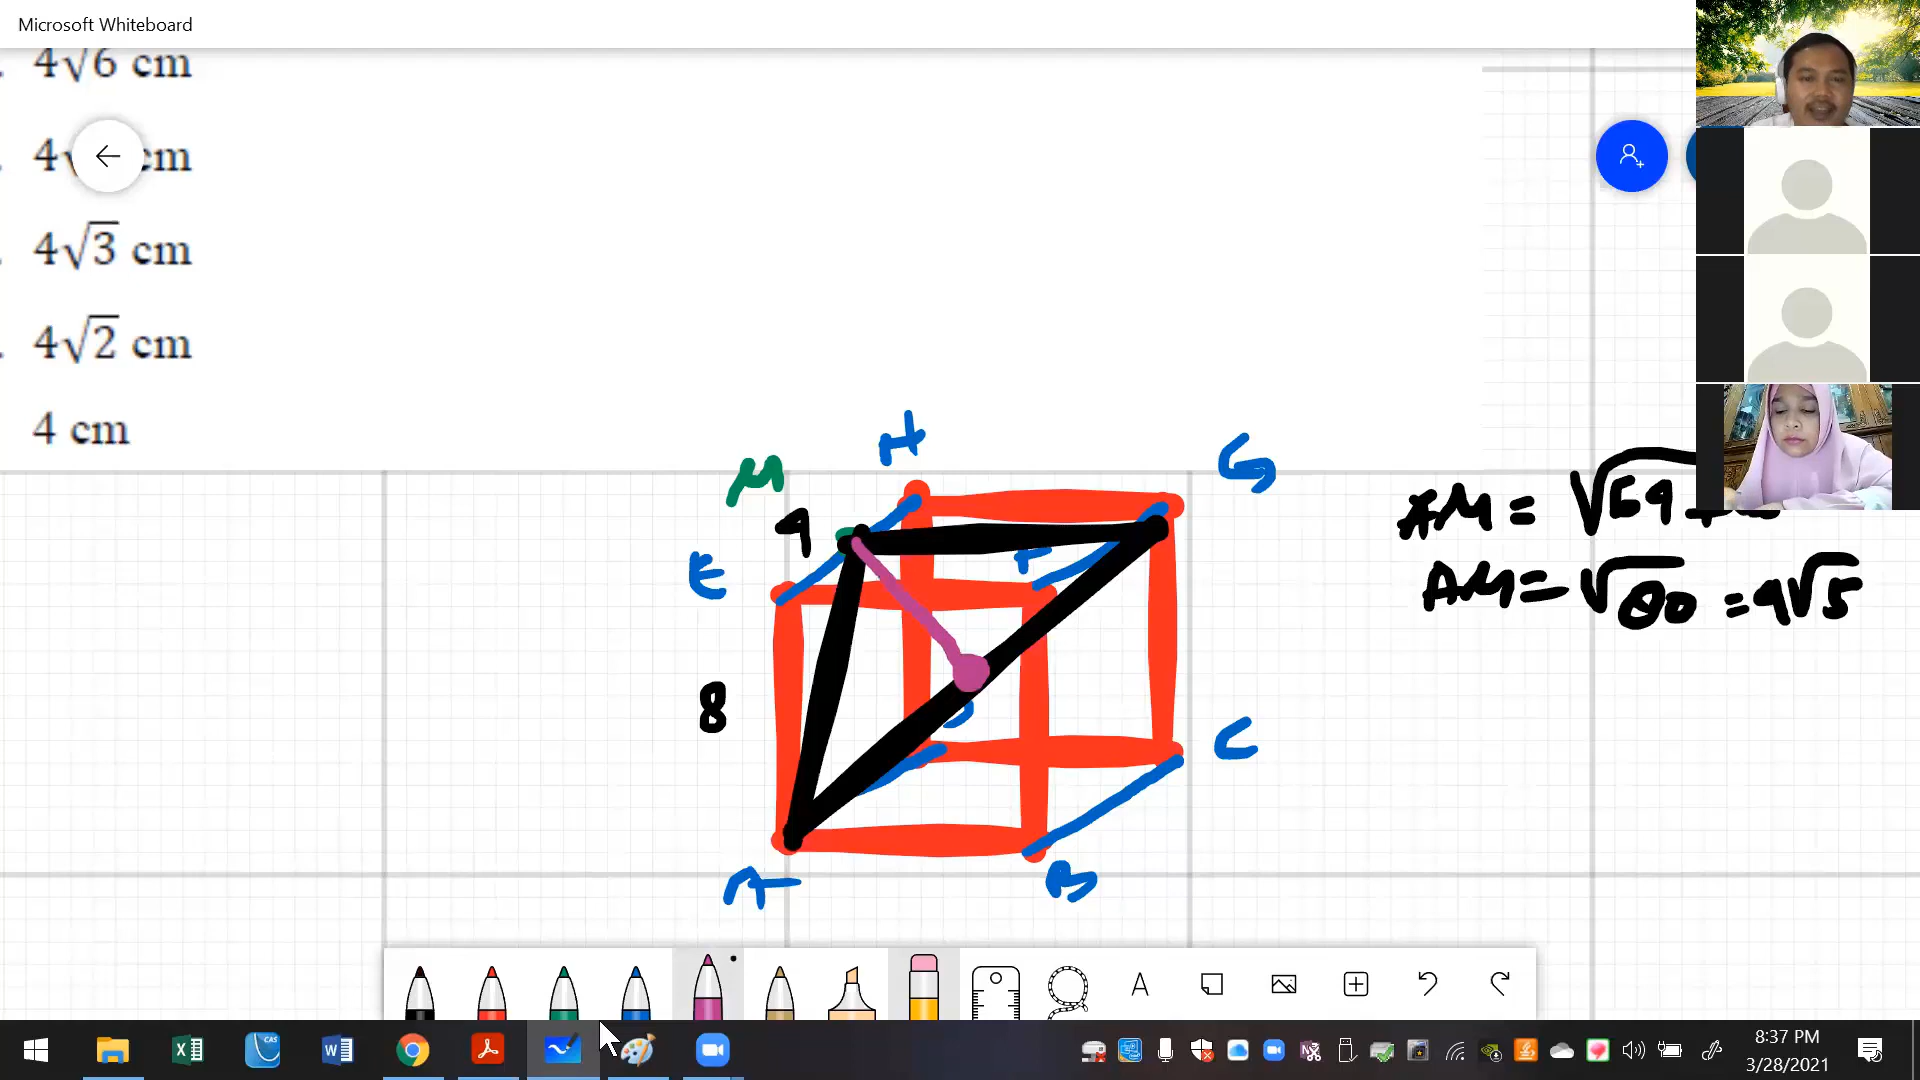 Microsoft Whiteboard
4√6 cm
4√ cm
4√3 cm
4√2 cm
4 cm
H
G
M
4
E
F
8
D
C
A
B
AM = √64 +
AM = √80 = 4√5
A
8:37 PM
3/28/2021